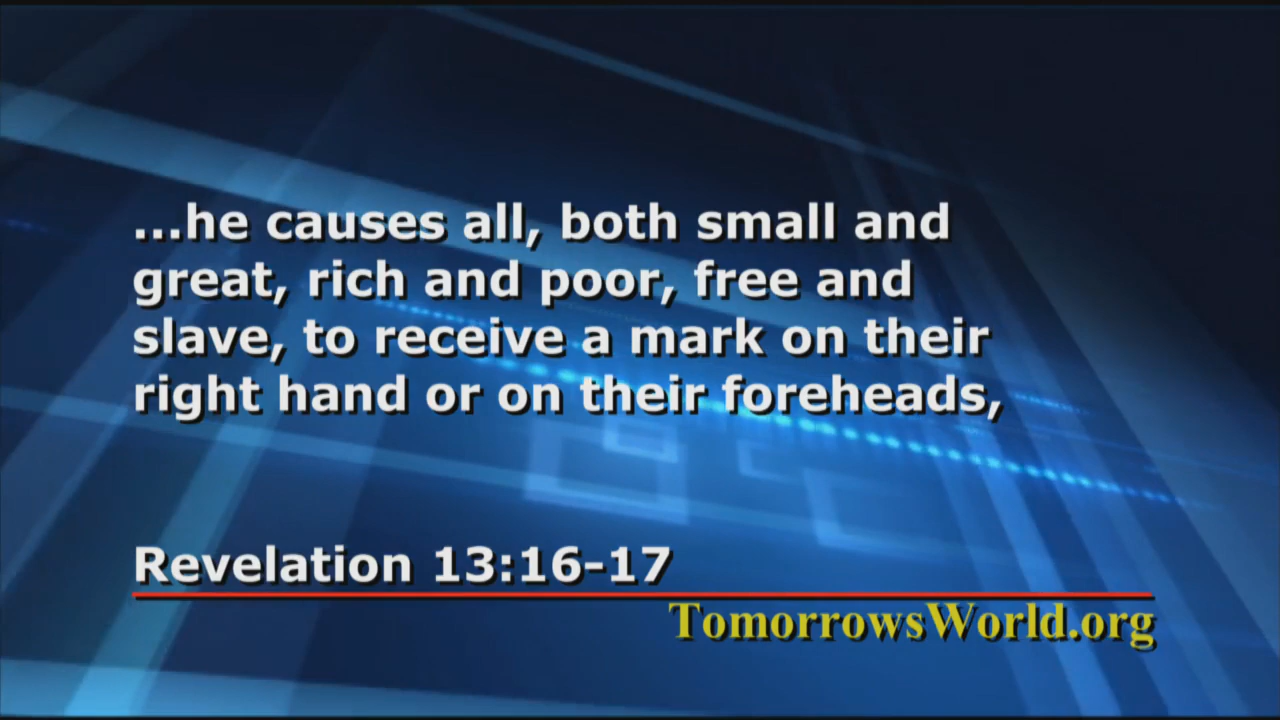 ...he causes all, both small and
great, rich and poor, free and
slave, to receive a mark on their
right hand or on their foreheads,
Revelation 13:16-17
TomorrowsWorld.org